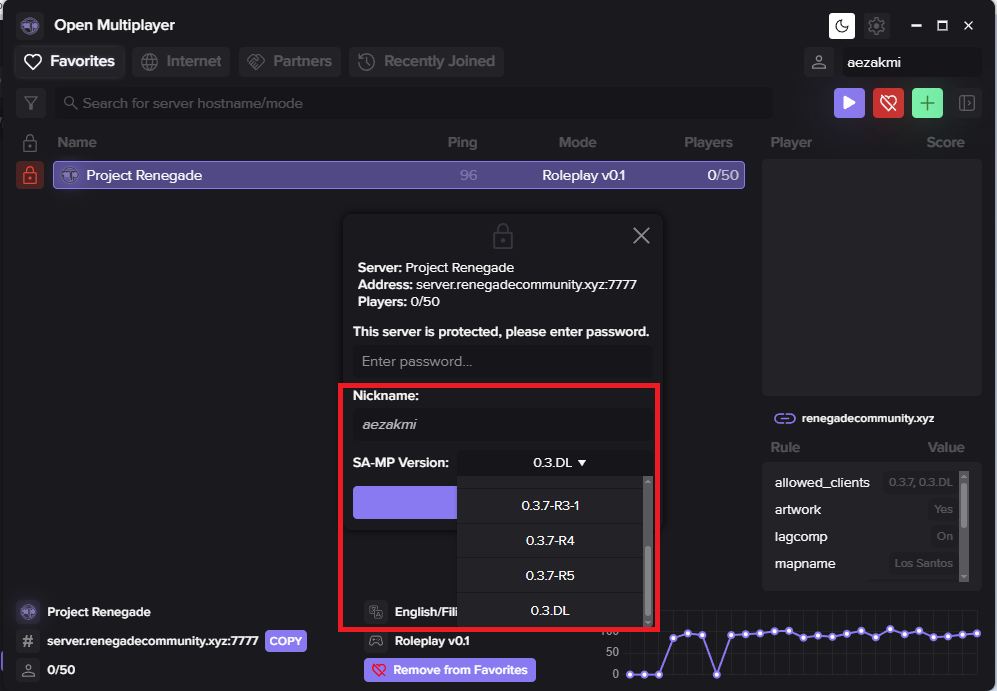 Open Multiplayer
Favorites
Internet
Partners
Recently Joined
aezakmi
Search for server hostname/mode
Name
Ping
Mode
Players
Player
Score
Project Renegade
96
Roleplay v0.1
0/50
Server: Project Renegade
Address: server.renegadecommunity.xyz:7777
Players: 0/50
This server is protected, please enter password.
Enter password...
Nickname:
aezakmi
SA-MP Version:
0.3.DL ▼
0.3.7-R3-1
0.3.7-R4
0.3.7-R5
0.3.DL
renegadecommunity.xyz
Rule
Value
allowed_clients
0.3.7, 0.3.DL
artwork
Yes
lagcomp
On
mapname
Los Santos
Project Renegade
English/Fili
# server.renegadecommunity.xyz:7777
COPY
Roleplay v0.1
0/50
Remove from Favorites
100
50
0